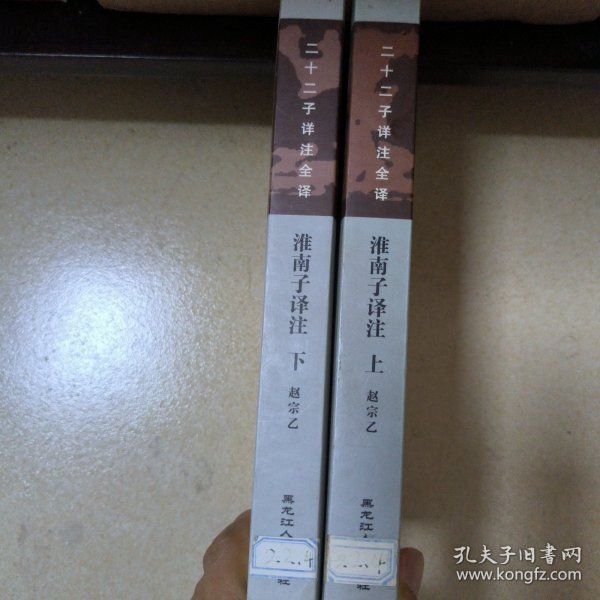 二十二子详注全译
淮南子译注 下
赵宗乙
黑龙江人
社
二十二子详注全译
淮南子译注 上
赵宗乙
黑龙江
社
孔夫子旧书网
www.kongfz.com